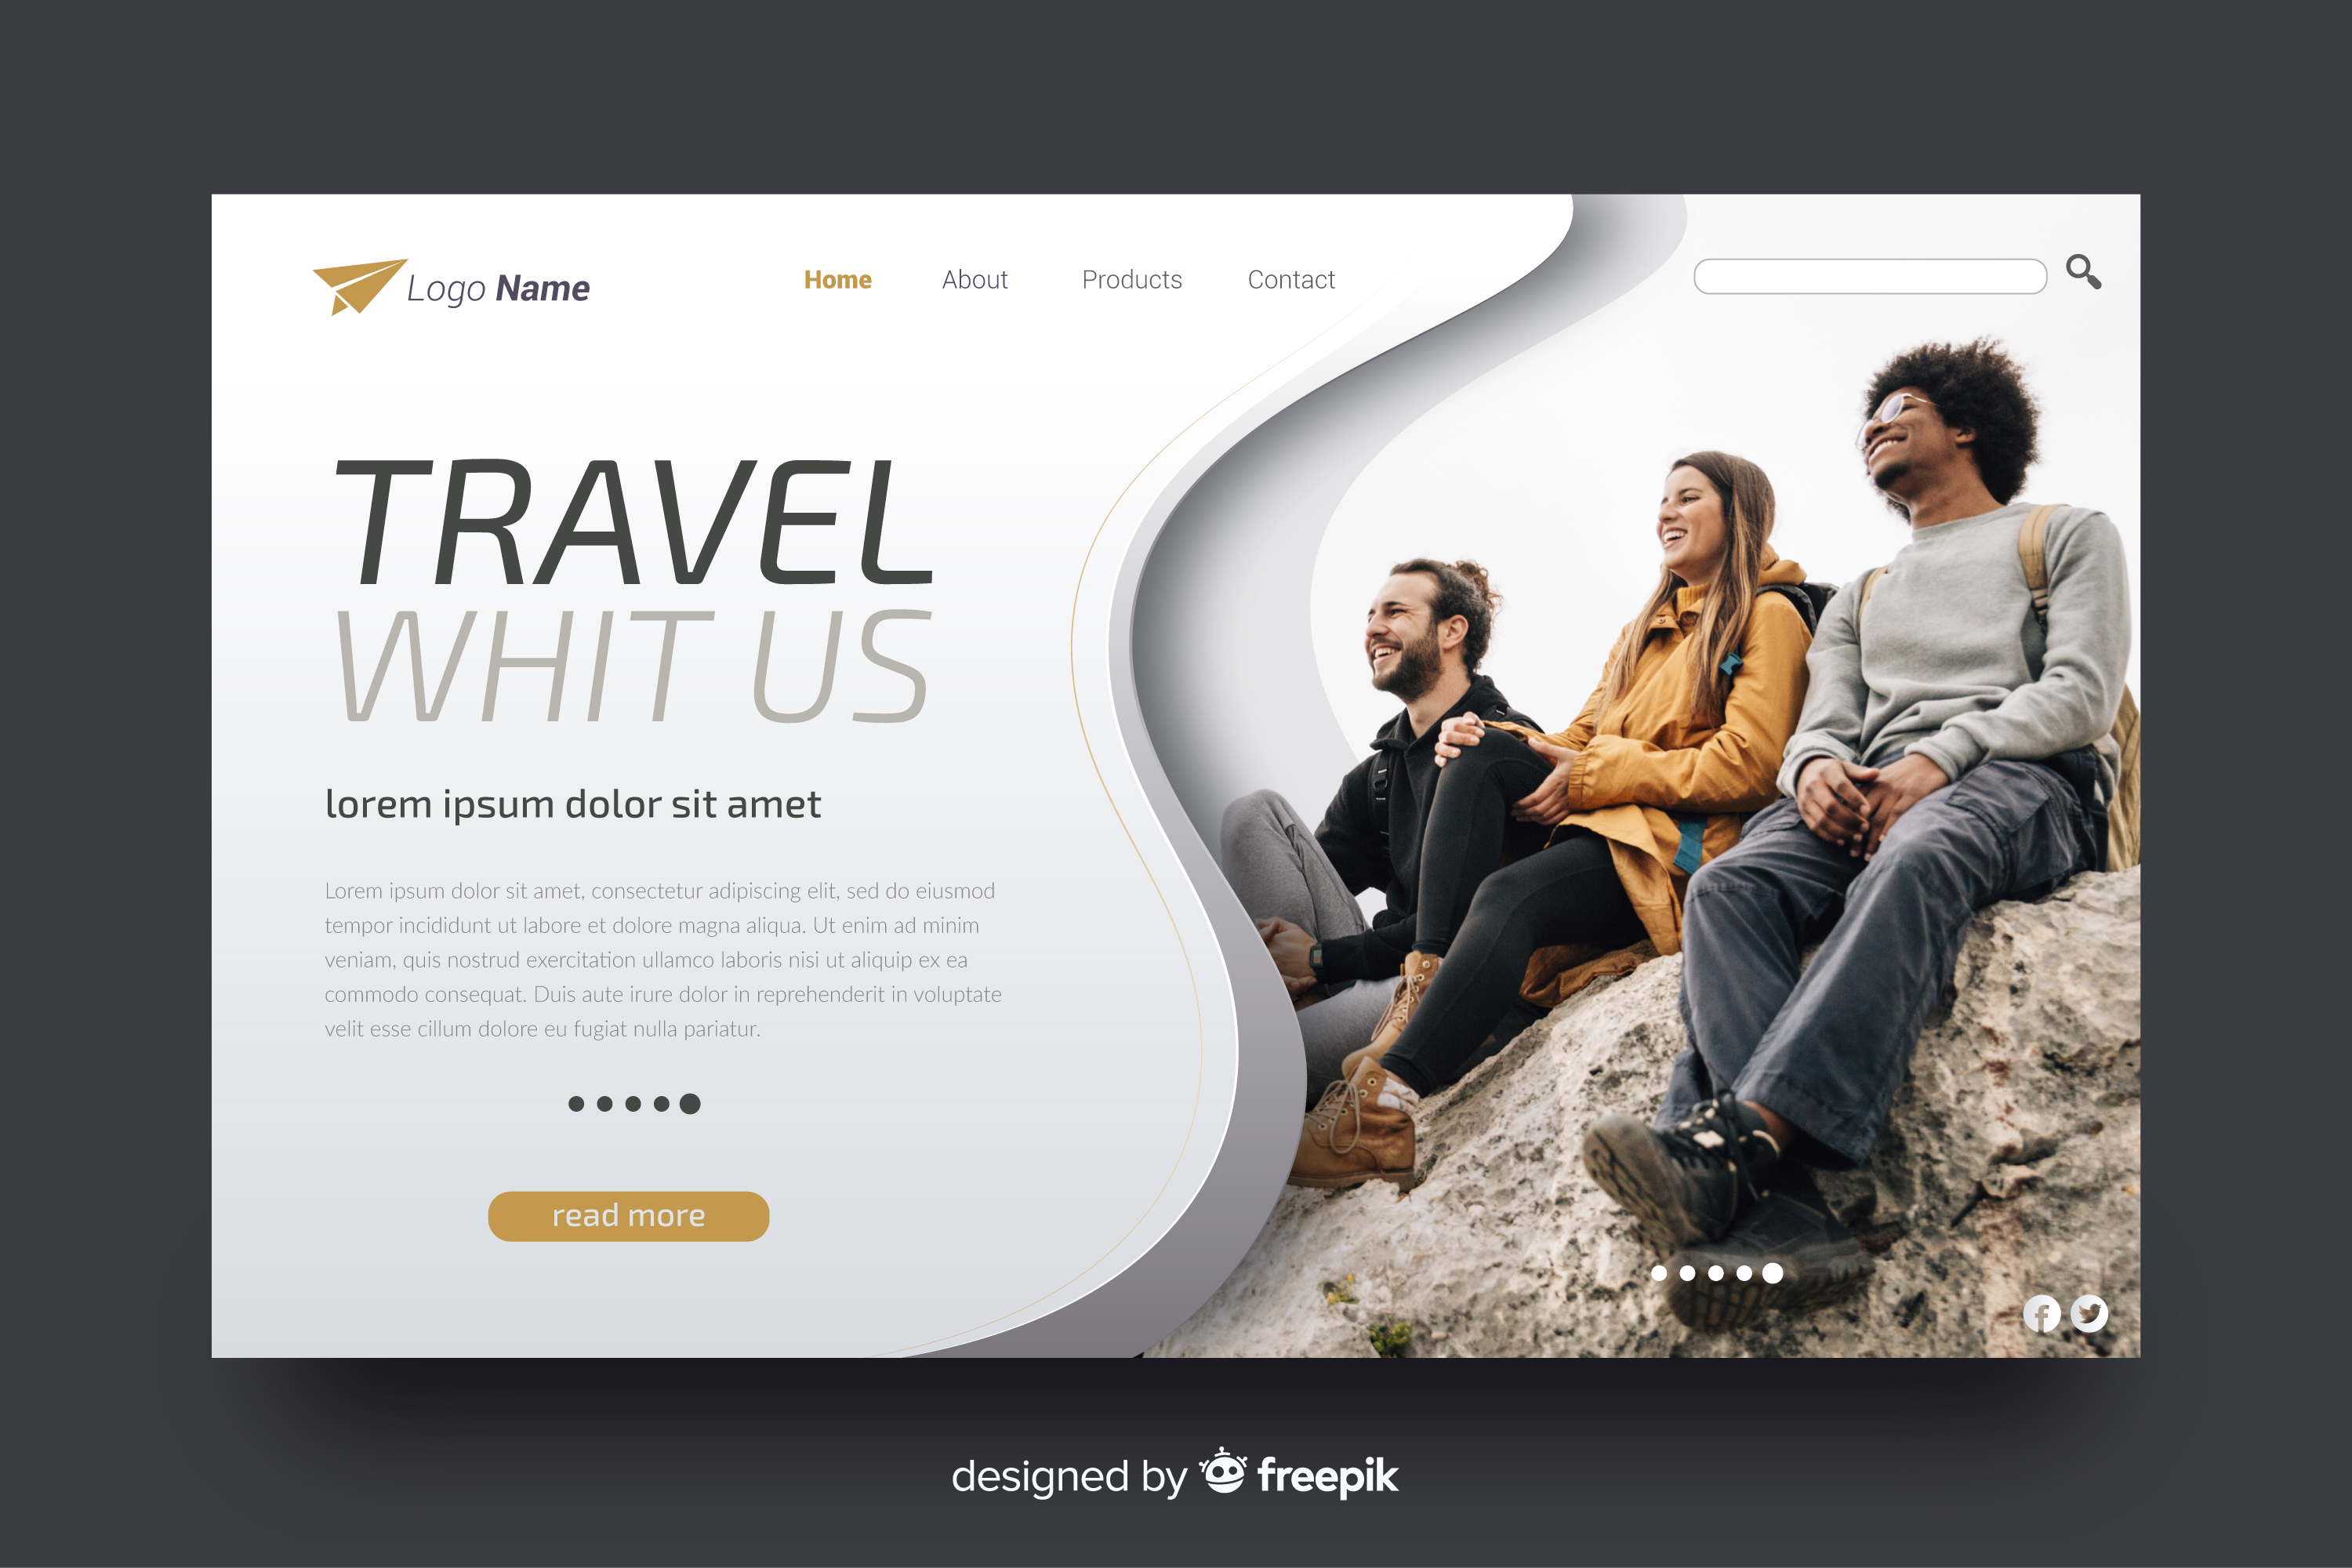 Logo Name
Home About Products Contact
TRAVEL
WHIT US
lorem ipsum dolor sit amet
Lorem ipsum dolor sit amet, consectetur adipiscing elit, sed do eiusmod
tempor incididunt ut labore et dolore magna aliqua. Ut enim ad minim
veniam, quis nostrud exercitation ullamco laboris nisi ut aliquip ex ea
commodo consequat. Duis aute irure dolor in reprehenderit in voluptate
velit esse cillum dolore eu fugiat nulla pariatur.
read more
designed by freepik